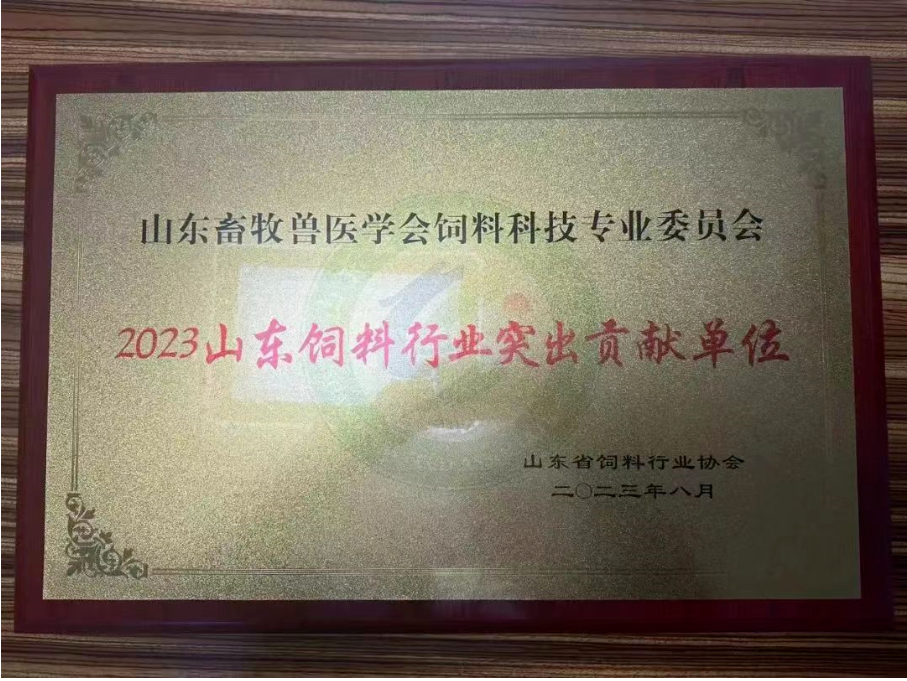 山东畜牧兽医学会饲料科技专业委员会
2023山东饲料行业突出贡献单位
山东省饲料行业协会
二〇二三年八月